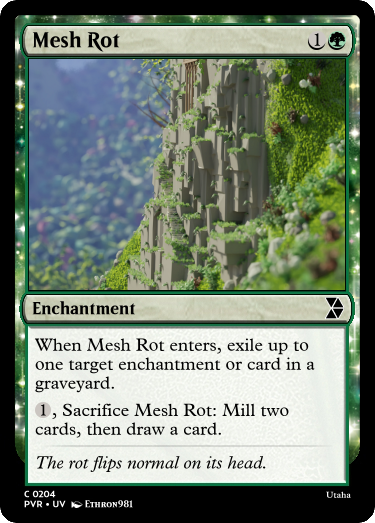 Mesh Rot 1
Enchantment
When Mesh Rot enters, exile up to
one target enchantment or card in a
graveyard.
1, Sacrifice Mesh Rot: Mill two
cards, then draw a card.
The rot flips normal on its head.
C 0204
PVR • UV Ethron981
Utaha